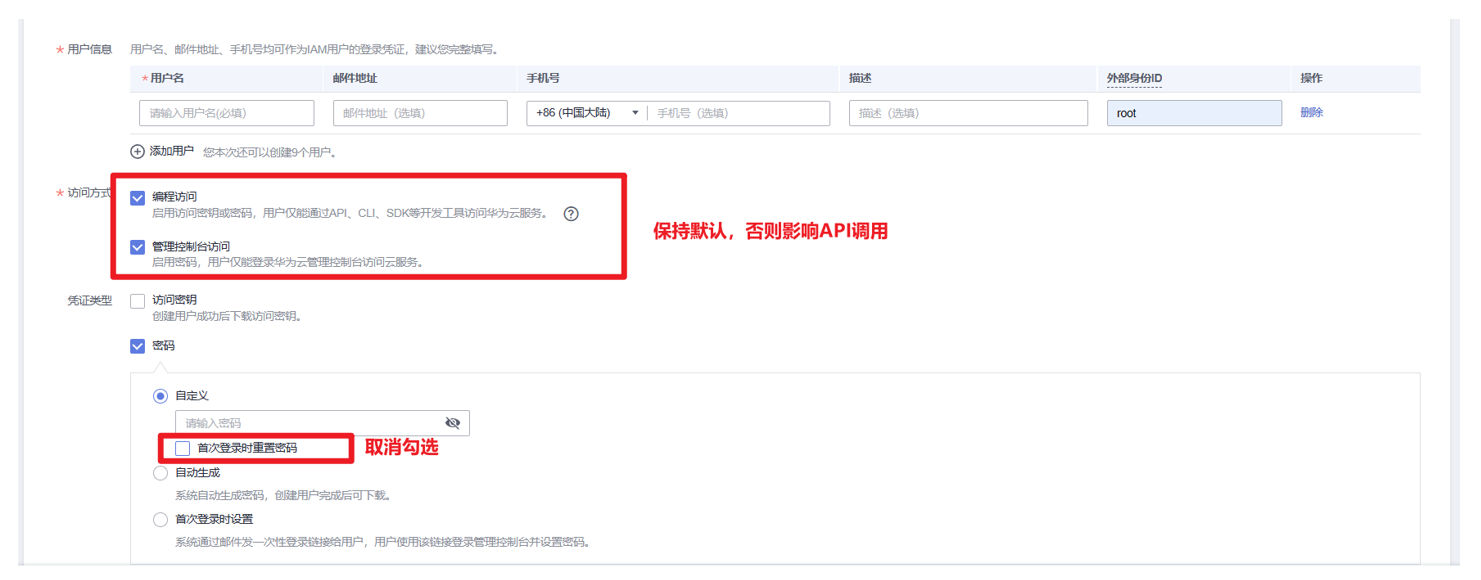 * 用户信息 用户名、邮件地址、手机号均可作为IAM用户的登录凭证，建议您完整填写。
* 用户名 邮件地址 手机号 描述 外部身份ID 操作
请输入用户名(必填) 邮件地址（选填） +86 (中国大陆) 手机号（选填） 描述（选填） root 删除
添加用户 您本次还可以创建9个用户。
* 访问方式 编程访问
启用访问密钥或密码，用户仅能通过API、CLI、SDK等开发工具访问华为云服务。
保持默认，否则影响API调用
管理控制台访问
启用密码，用户仅能登录华为云管理控制台访问云服务。
凭证类型 访问密钥
创建用户成功后下载访问密钥。
密码
自定义
请输入密码
首次登录时重置密码 取消勾选
自动生成
系统自动生成密码，创建用户完成后可下载。
首次登录时设置
系统通过邮件发一次性登录链接给用户，用户使用该链接登录管理控制台并设置密码。